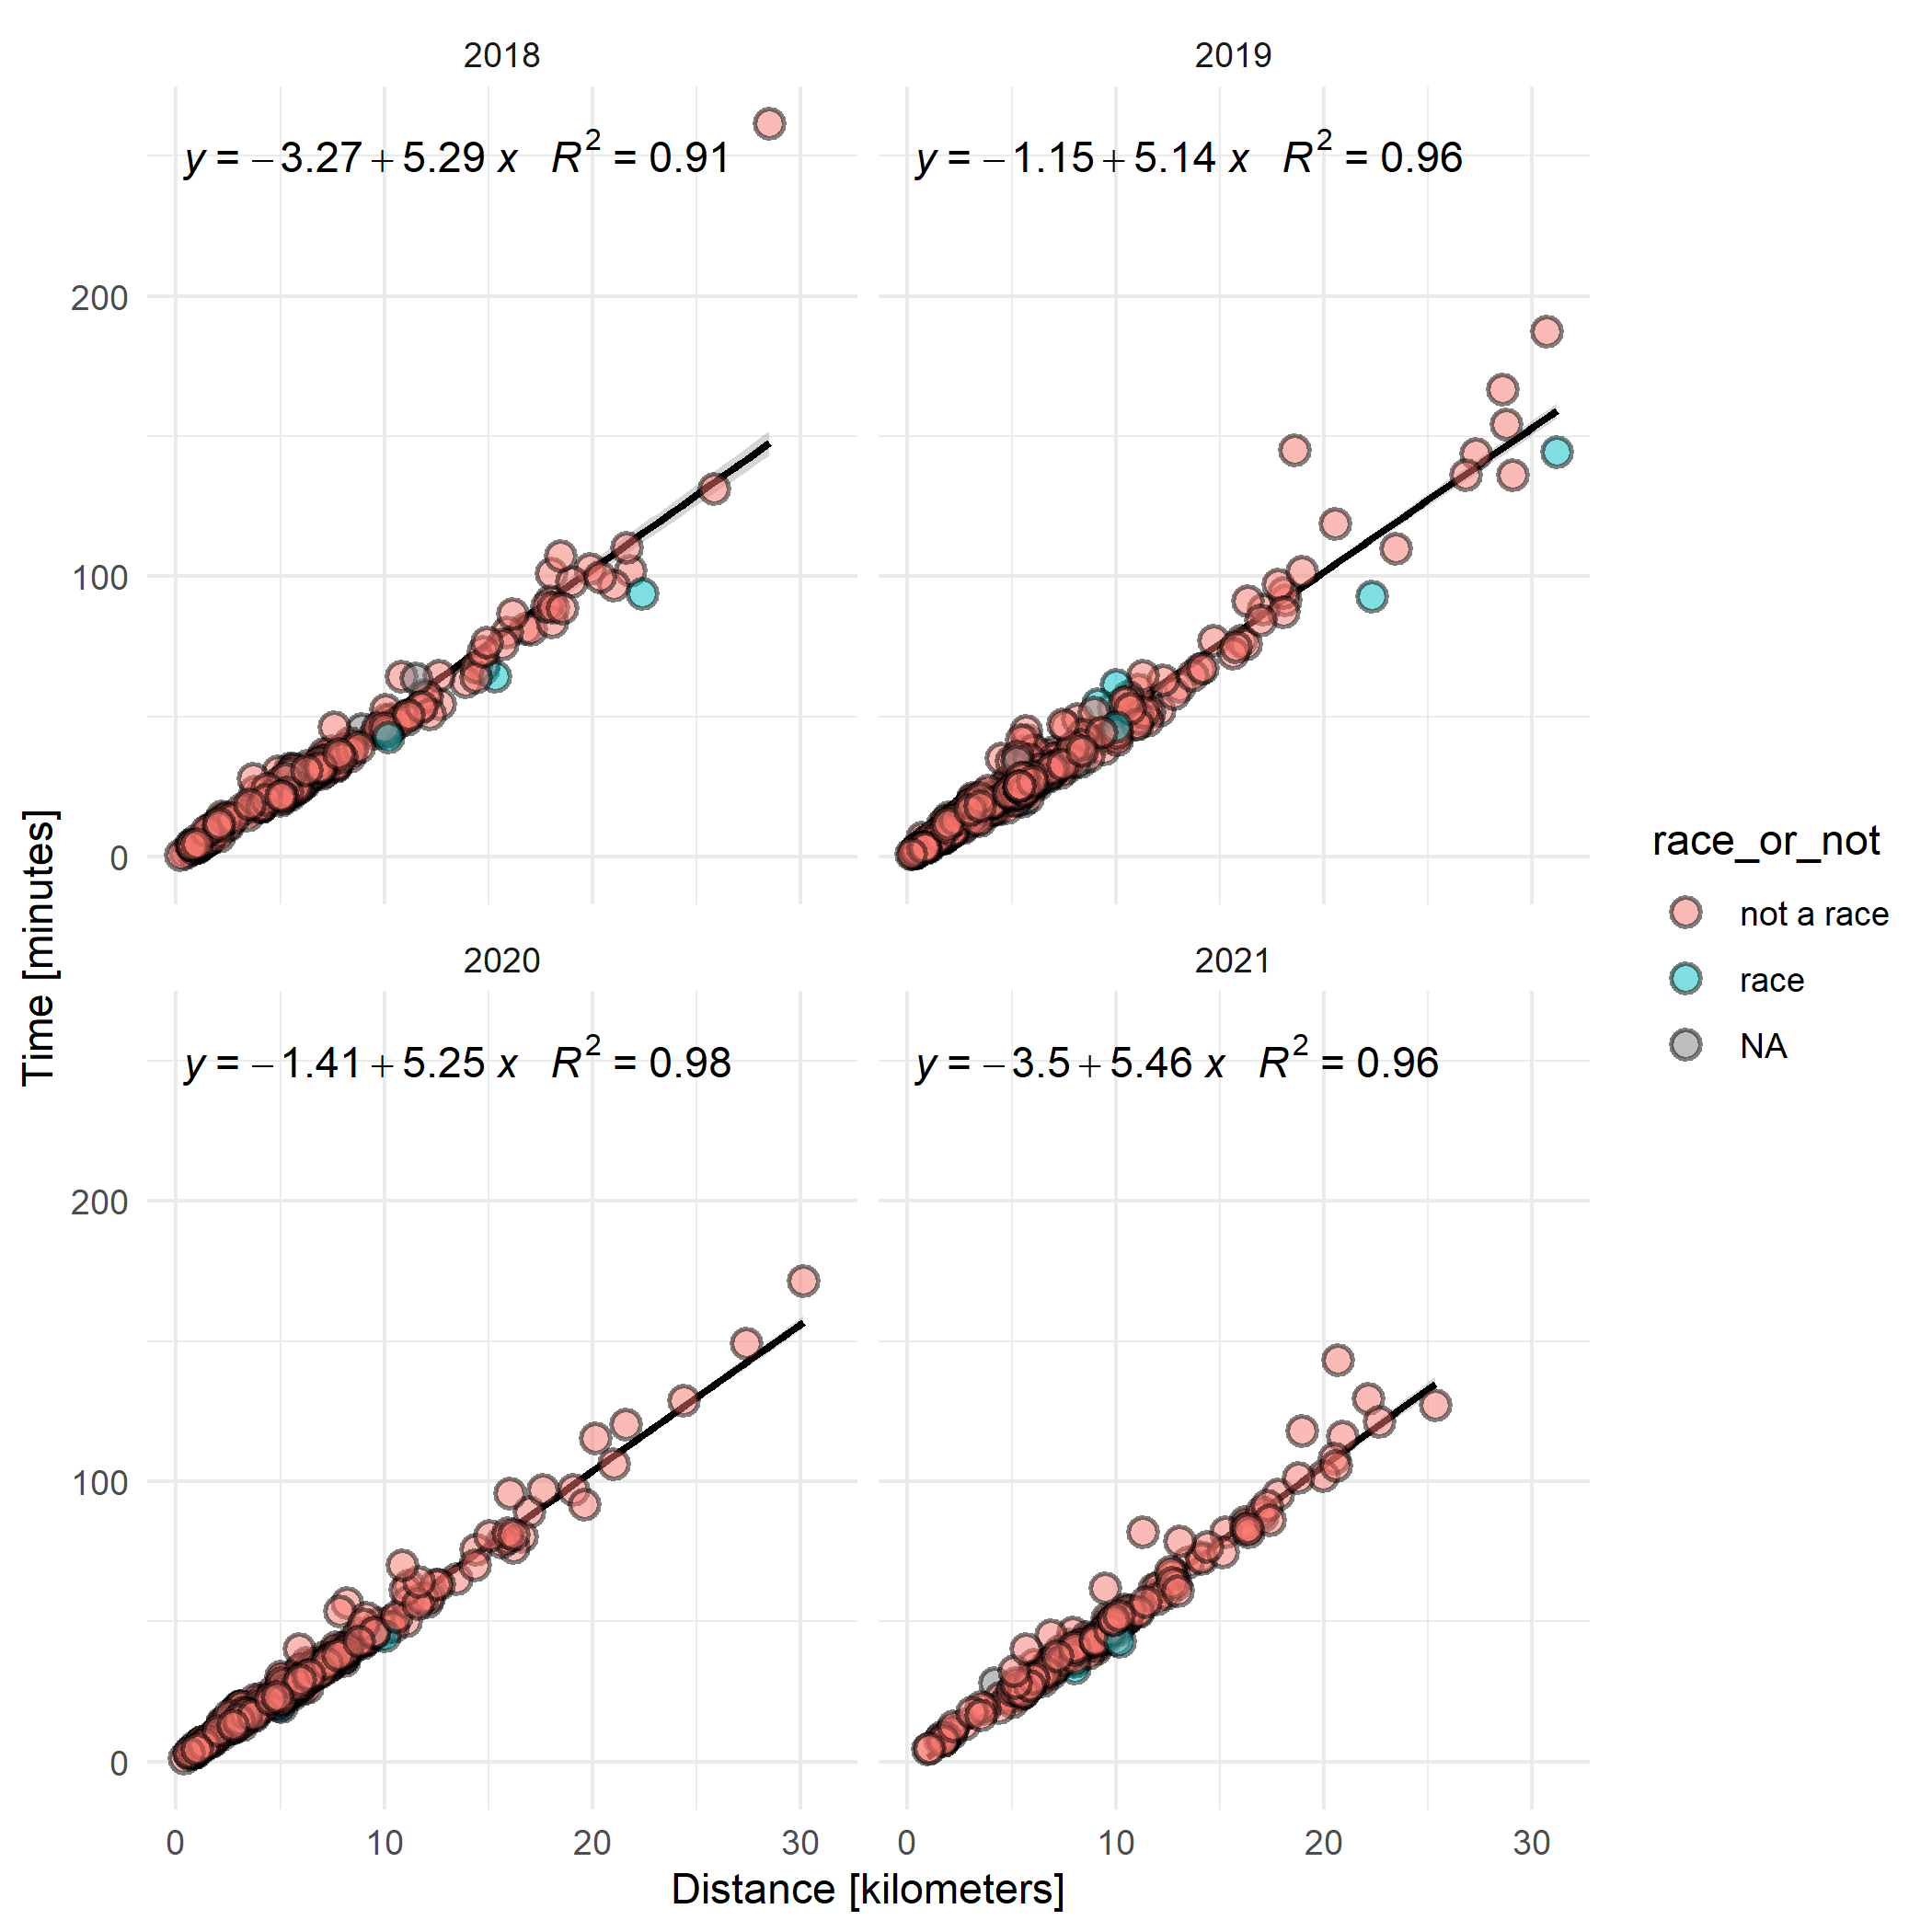 2018
2019
y = −3.27 + 5.29 x R² = 0.91
y = −1.15 + 5.14 x R² = 0.96
200
100
0
2020
2021
y = −1.41 + 5.25 x R² = 0.98
y = −3.5 + 5.46 x R² = 0.96
200
100
0
0 10 20 30
0 10 20 30
Distance [kilometers]
Time [minutes]
race_or_not
not a race
race
NA